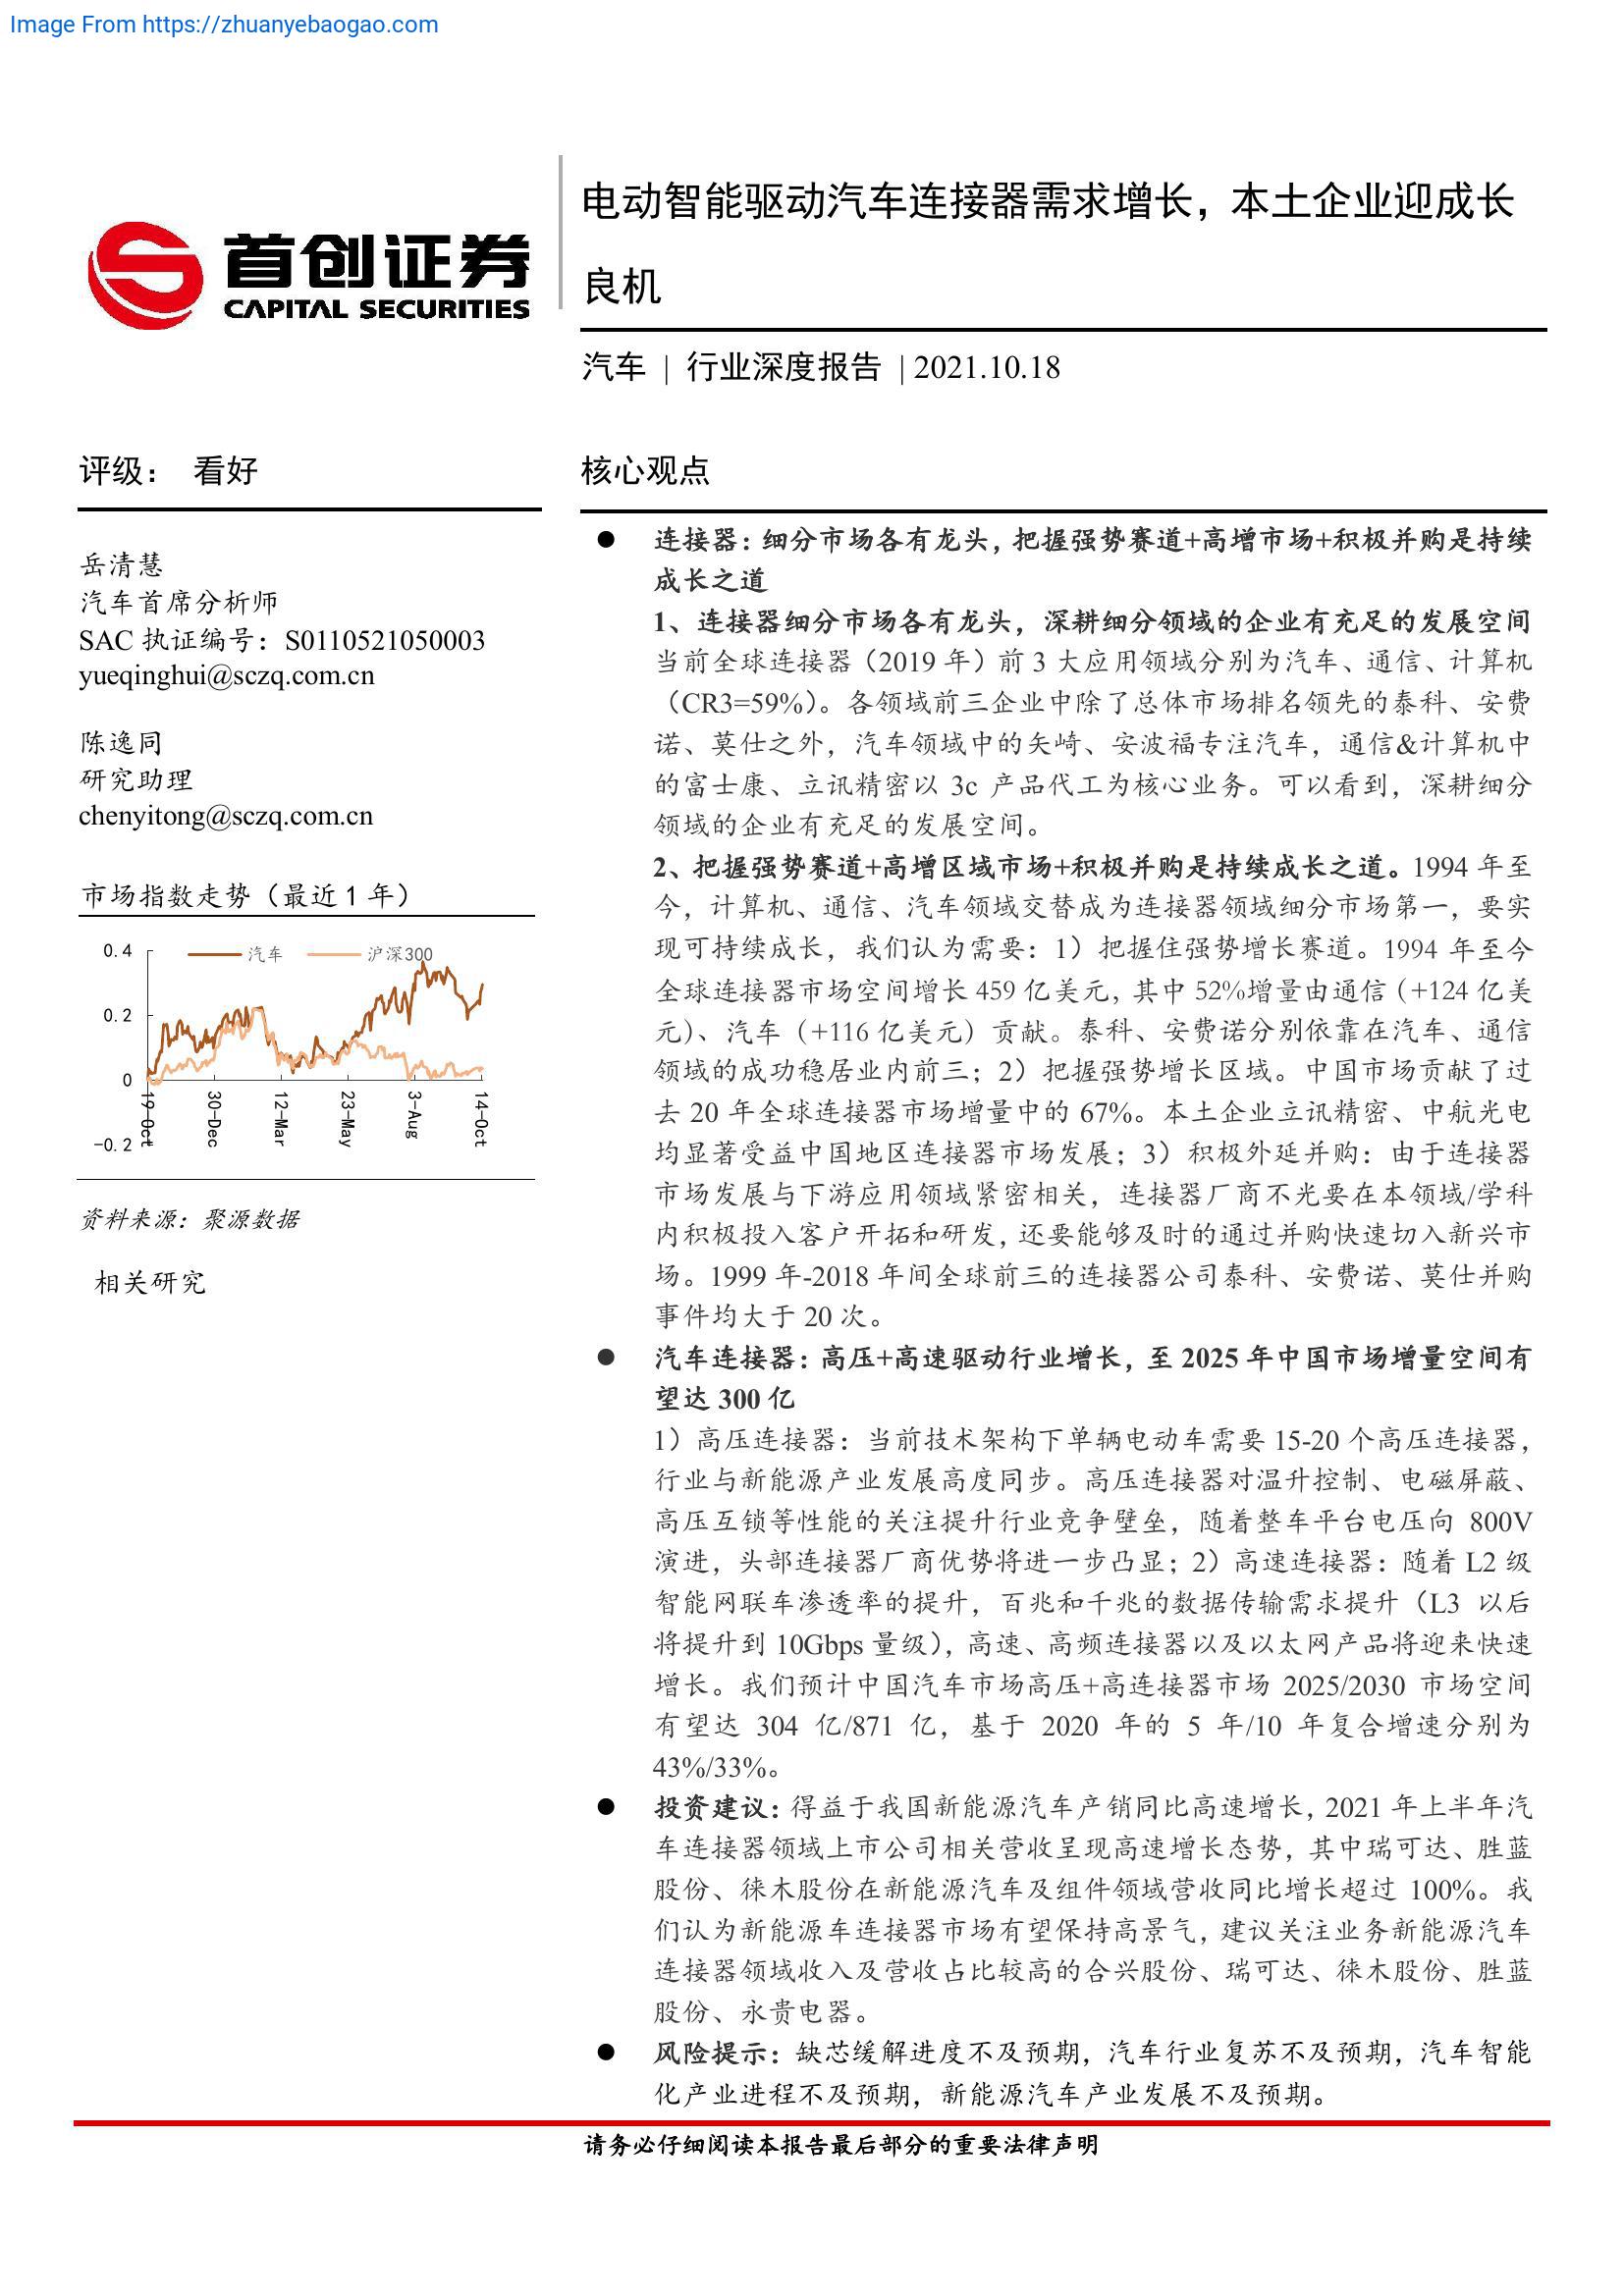 Image From https://zhuanyebaogao.com
首创证券
CAPITAL SECURITIES
电动智能驱动汽车连接器需求增长，本土企业迎成长
良机
汽车 | 行业深度报告 | 2021.10.18
评级： 看好
岳清慧
汽车首席分析师
SAC 执证编号：S0110521050003
yueqinghui@sczq.com.cn
陈逸同
研究助理
chenyitong@sczq.com.cn
市场指数走势（最近 1 年）
汽车 沪深300
0.4
0.2
0
-0.2
19-Oct 30-Dec 12-Mar 23-May 3-Aug 14-Oct
资料来源：聚源数据
相关研究
核心观点
● 连接器：细分市场各有龙头，把握强势赛道+高增市场+积极并购是持续
成长之道
1、连接器细分市场各有龙头，深耕细分领域的企业有充足的发展空间
当前全球连接器（2019 年）前 3 大应用领域分别为汽车、通信、计算机
（CR3=59%）。各领域前三企业中除了总体市场排名领先的泰科、安费
诺、莫仕之外，汽车领域中的矢崎、安波福专注汽车，通信&计算机中
的富士康、立讯精密以 3c 产品代工为核心业务。可以看到，深耕细分
领域的企业有充足的发展空间。
2、把握强势赛道+高增区域市场+积极并购是持续成长之道。1994 年至
今，计算机、通信、汽车领域交替成为连接器领域细分市场第一，要实
现可持续成长，我们认为需要：1）把握住强势增长赛道。1994 年至今
全球连接器市场空间增长 459 亿美元，其中 52%增量由通信（+124 亿美
元）、汽车（+116 亿美元）贡献。泰科、安费诺分别依靠在汽车、通信
领域的成功稳居业内前三；2）把握强势增长区域。中国市场贡献了过
去 20 年全球连接器市场增量中的 67%。本土企业立讯精密、中航光电
均显著受益中国地区连接器市场发展；3）积极外延并购：由于连接器
市场发展与下游应用领域紧密相关，连接器厂商不光要在本领域/学科
内积极投入客户开拓和研发，还要能够及时的通过并购快速切入新兴市
场。1999 年-2018 年间全球前三的连接器公司泰科、安费诺、莫仕并购
事件均大于 20 次。
● 汽车连接器：高压+高速驱动行业增长，至 2025 年中国市场增量空间有
望达 300 亿
1）高压连接器：当前技术架构下单辆电动车需要 15-20 个高压连接器，
行业与新能源产业发展高度同步。高压连接器对温升控制、电磁屏蔽、
高压互锁等性能的关注提升行业竞争壁垒，随着整车平台电压向 800V
演进，头部连接器厂商优势将进一步凸显；2）高速连接器：随着 L2 级
智能网联车渗透率的提升，百兆和千兆的数据传输需求提升（L3 以后
将提升到 10Gbps 量级），高速、高频连接器以及以太网产品将迎来快速
增长。我们预计中国汽车市场高压+高连接器市场 2025/2030 市场空间
有望达 304 亿/871 亿，基于 2020 年的 5 年/10 年复合增速分别为
43%/33%。
● 投资建议：得益于我国新能源汽车产销同比高速增长，2021 年上半年汽
车连接器领域上市公司相关营收呈现高速增长态势，其中瑞可达、胜蓝
股份、徕木股份在新能源汽车及组件领域营收同比增长超过 100%。我
们认为新能源车连接器市场有望保持高景气，建议关注业务新能源汽车
连接器领域收入及营收占比较高的合兴股份、瑞可达、徕木股份、胜蓝
股份、永贵电器。
● 风险提示：缺芯缓解进度不及预期，汽车行业复苏不及预期，汽车智能
化产业进程不及预期，新能源汽车产业发展不及预期。
请务必仔细阅读本报告最后部分的重要法律声明